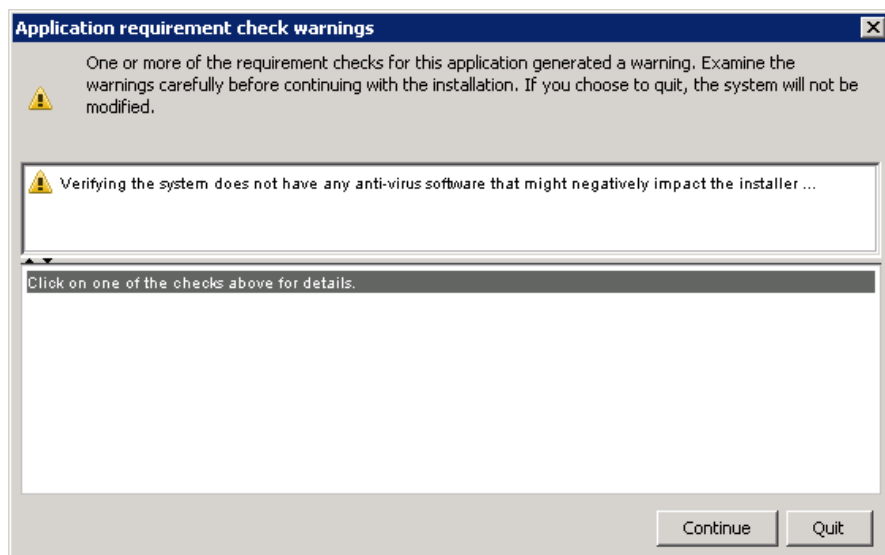 Application requirement check warnings
One or more of the requirement checks for this application generated a warning. Examine the
warnings carefully before continuing with the installation. If you choose to quit, the system will not be
modified.
Verifying the system does not have any anti-virus software that might negatively impact the installer ...
Click on one of the checks above for details.
Continue
Quit